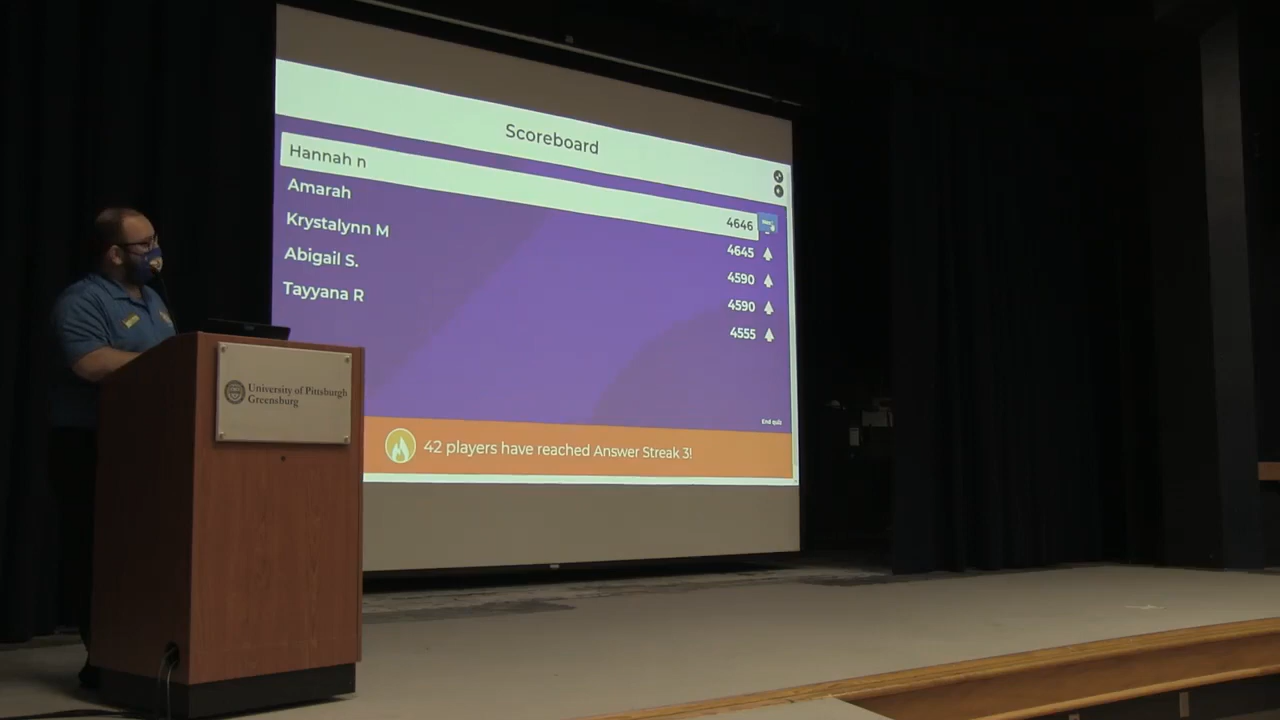 Scoreboard
Hannah n 4646
Amarah 4645
Krystalynn M 4590
Abigail S. 4590
Tayyana R 4555
End quiz
42 players have reached Answer Streak 3!
University of Pittsburgh
Greensburg